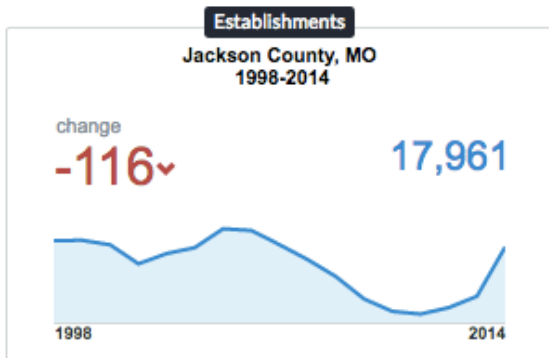 Establishments
Jackson County, MO
1998-2014
change
-116
17,961
1998
2014